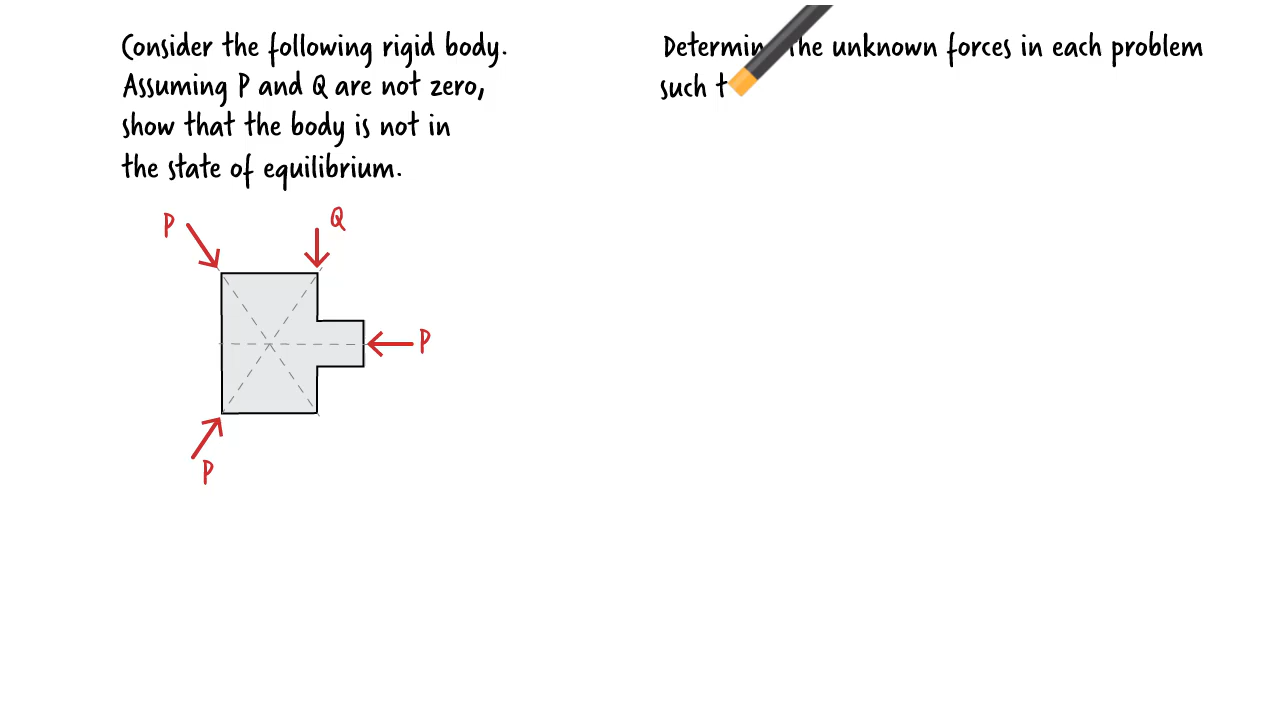 Consider the following rigid body.
Assuming P and Q are not zero,
show that the body is not in
the state of equilibrium.
P
Q
P
P
the unknown forces in each problem
such